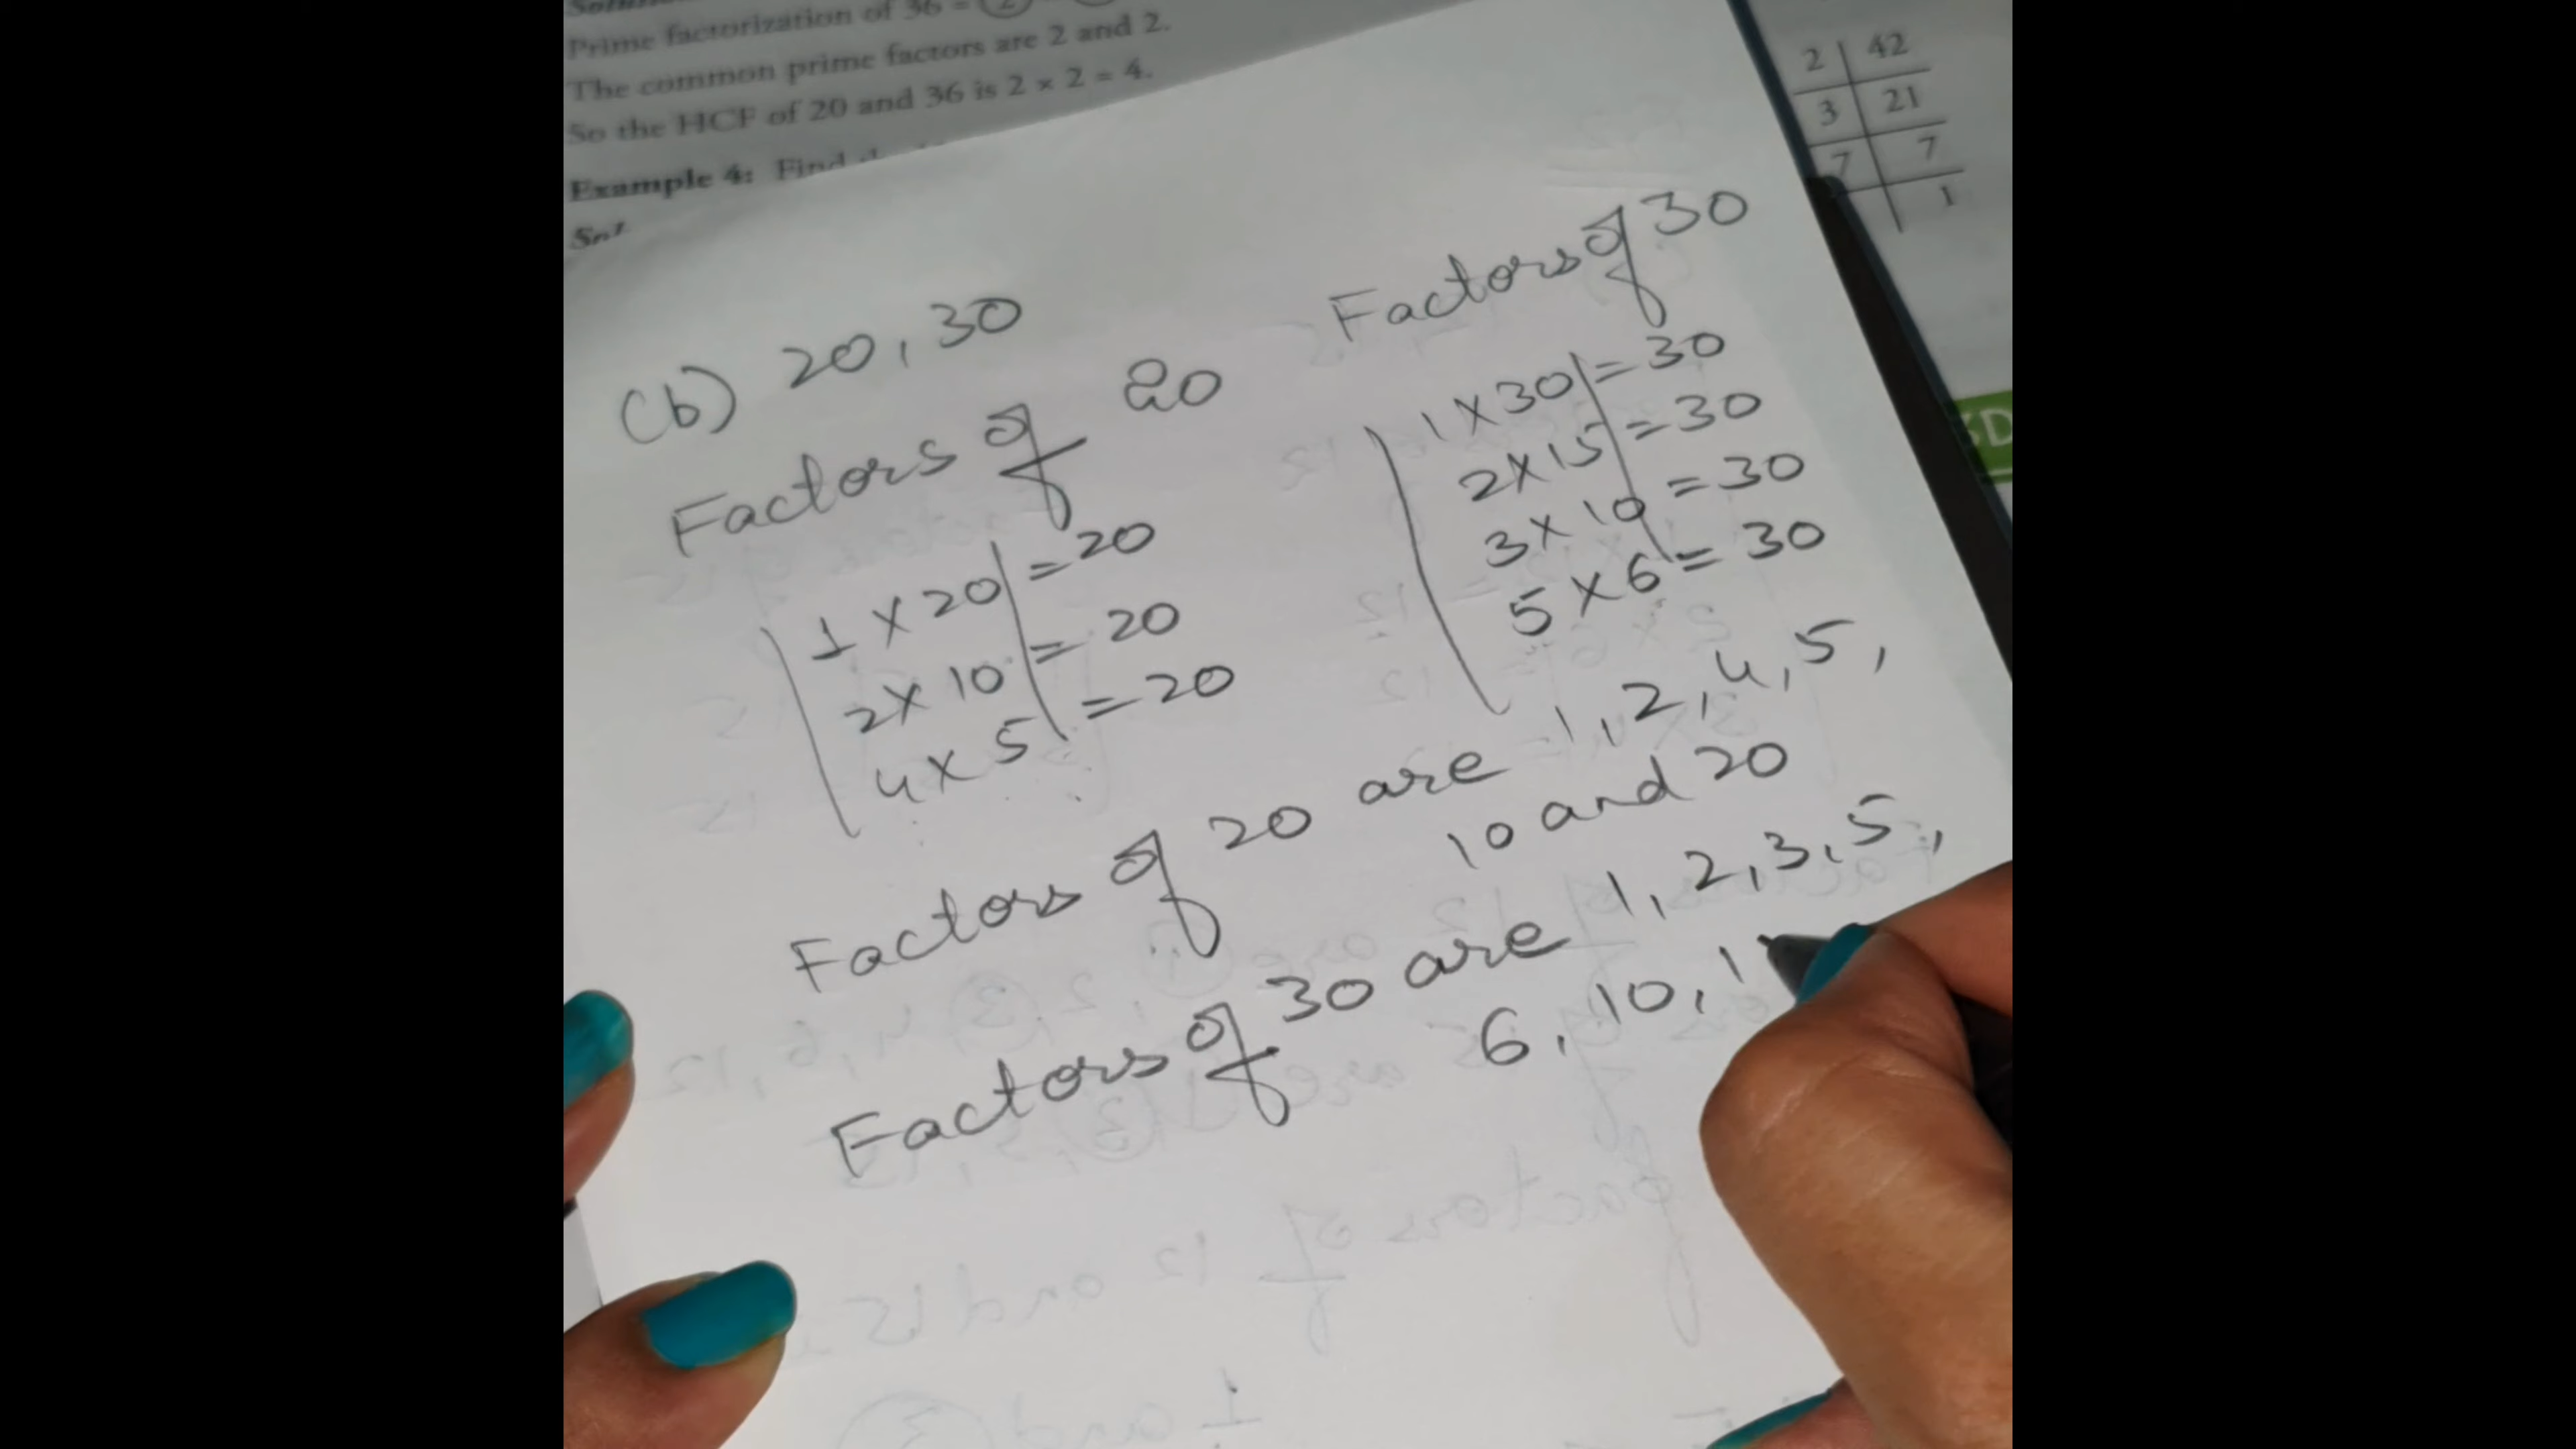 Prime factorization of 36 = 2
The common prime factors are 2 and 2.
So the HCF of 20 and 36 is 2 × 2 = 4.
Example 4: Find
2 42
3 21
7 7
1
3D
(b) 20, 30
Factors of 20
1 X 20 = 20
2 X 10 = 20
4 X 5 = 20
Factors of 30
1 X 30 = 30
2 X 15 = 30
3 X 10 = 30
5 X 6 = 30
Factors of 20 are 1, 2, 4, 5,
10 and 20
Factors of 30 are 1, 2, 3, 5,
6, 10, 1